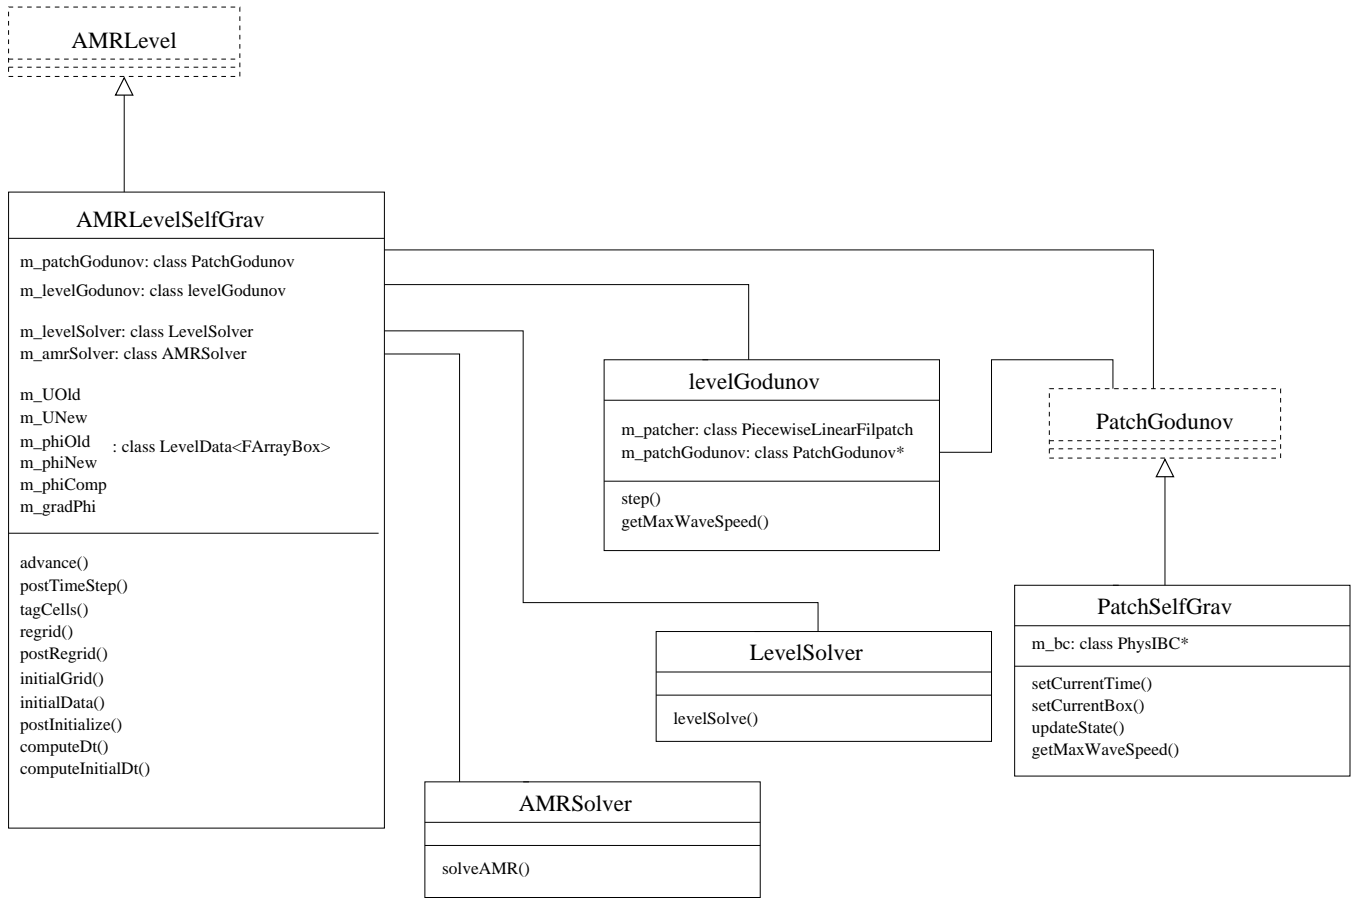 AMRLevel
AMRLevelSelfGrav
m_patchGodunov: class PatchGodunov
m_levelGodunov: class levelGodunov
m_levelSolver: class LevelSolver
m_amrSolver: class AMRSolver
m_UOld
m_UNew
m_phiOld
: class LevelData<FArrayBox>
m_phiNew
m_phiComp
m_gradPhi
advance()
postTimeStep()
tagCells()
regrid()
postRegrid()
initialGrid()
initialData()
postInitialize()
computeDt()
computeInitialDt()
levelGodunov
m_patcher: class PiecewiseLinearFilpatch
m_patchGodunov: class PatchGodunov*
step()
getMaxWaveSpeed()
PatchGodunov
PatchSelfGrav
m_bc: class PhysIBC*
setCurrentTime()
setCurrentBox()
updateState()
getMaxWaveSpeed()
LevelSolver
levelSolve()
AMRSolver
solveAMR()